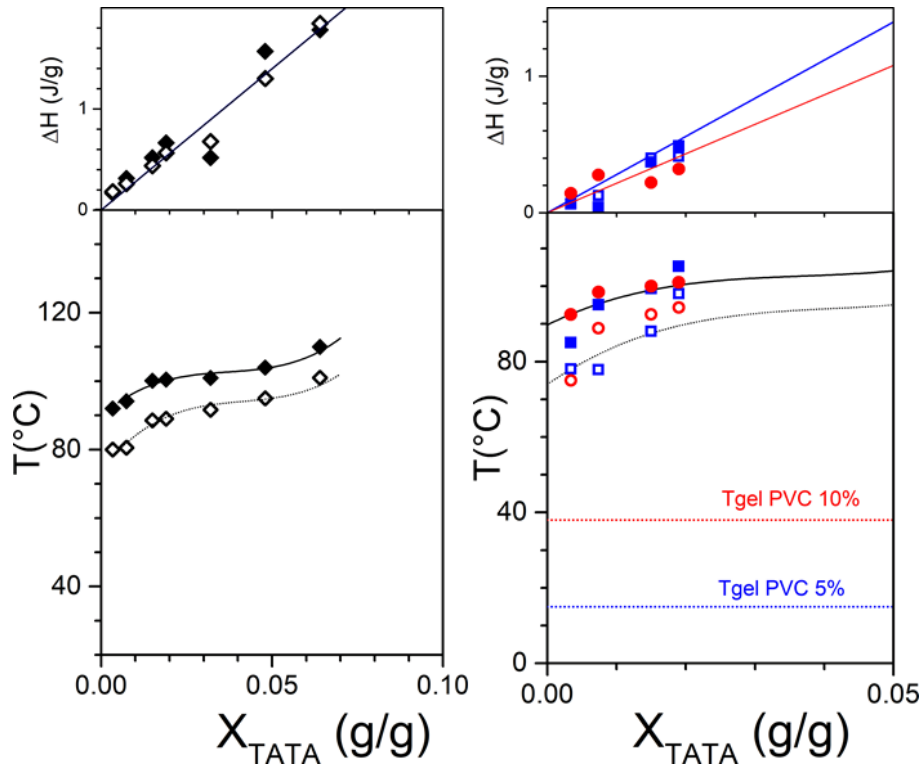 ΔH (J/g)
1
0
T(°C)
120
80
40
0.00 0.05 0.10
X_TATA (g/g)
ΔH (J/g)
1
0
T(°C)
80
40
0
Tgel PVC 10%
Tgel PVC 5%
0.00 0.05
X_TATA (g/g)